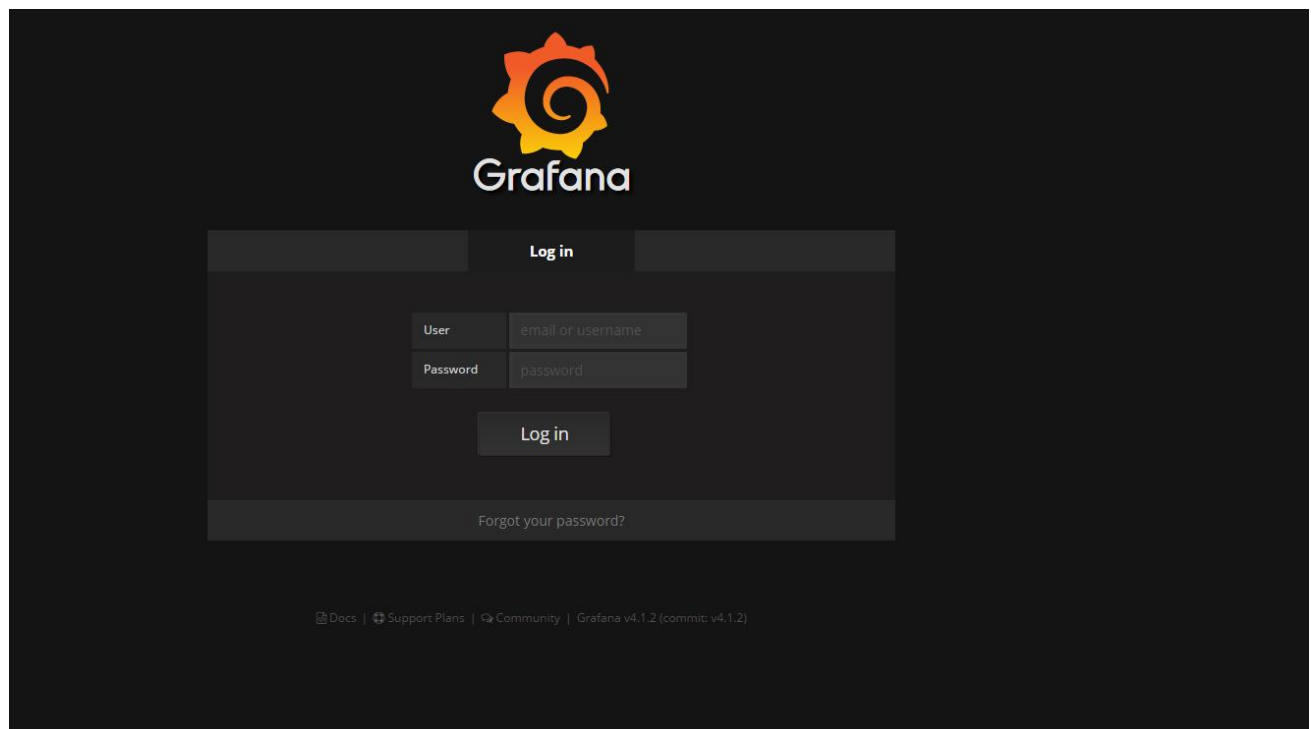 Grafana
Log in
User email or username
Password password
Log in
Forgot your password?
Docs | Support Plans | Community | Grafana v4.1.2 (commit: v4.1.2)